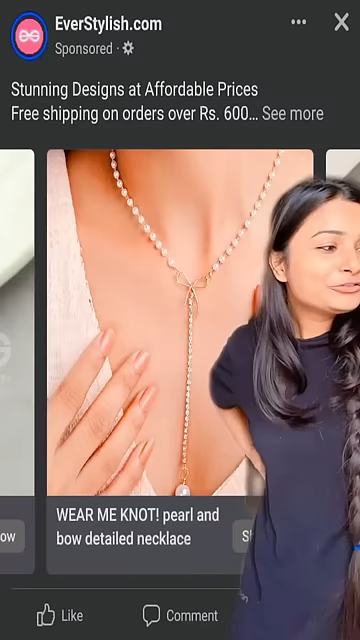 EverStylish.com
Sponsored ·
Stunning Designs at Affordable Prices
Free shipping on orders over Rs. 600... See more
WEAR ME KNOT! pearl and
bow detailed necklace
ow
Sh
Like
Comment